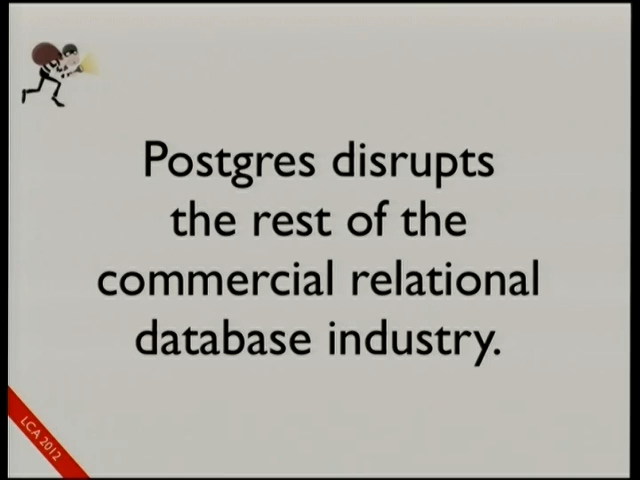 Postgres disrupts
the rest of the
commercial relational
database industry.
LCA 2012